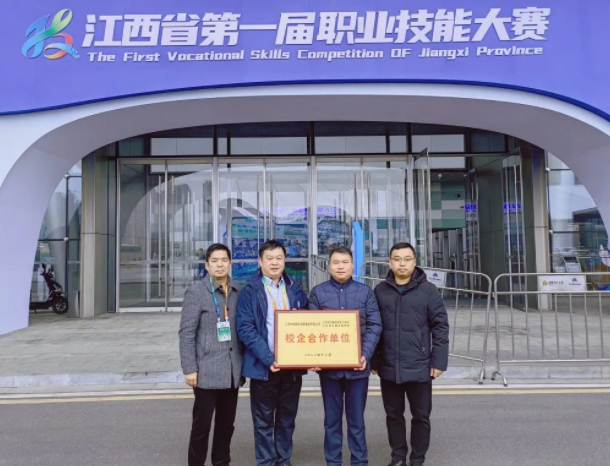 江西省第一届职业技能大赛
The First Vocational Skills Competition OF Jiangxi Province
校企合作单位